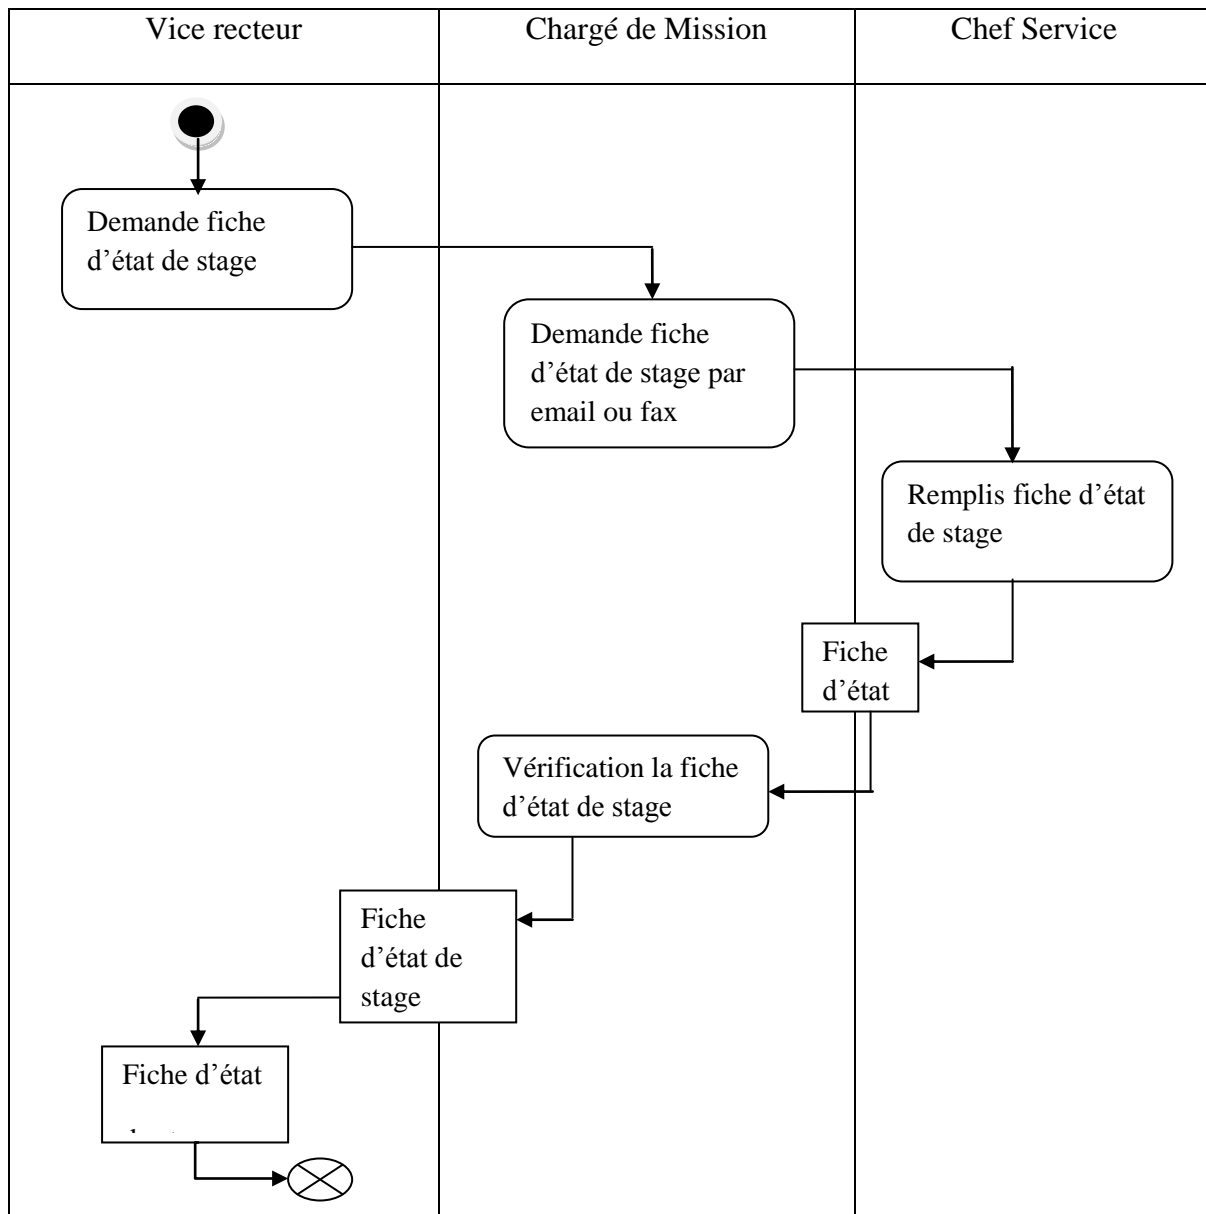 Vice recteur
Chargé de Mission
Chef Service
Demande fiche
d’état de stage
Demande fiche
d’état de stage par
email ou fax
Remplis fiche d’état
de stage
Fiche
d’état
Vérification la fiche
d’état de stage
Fiche
d’état de
stage
Fiche d’état